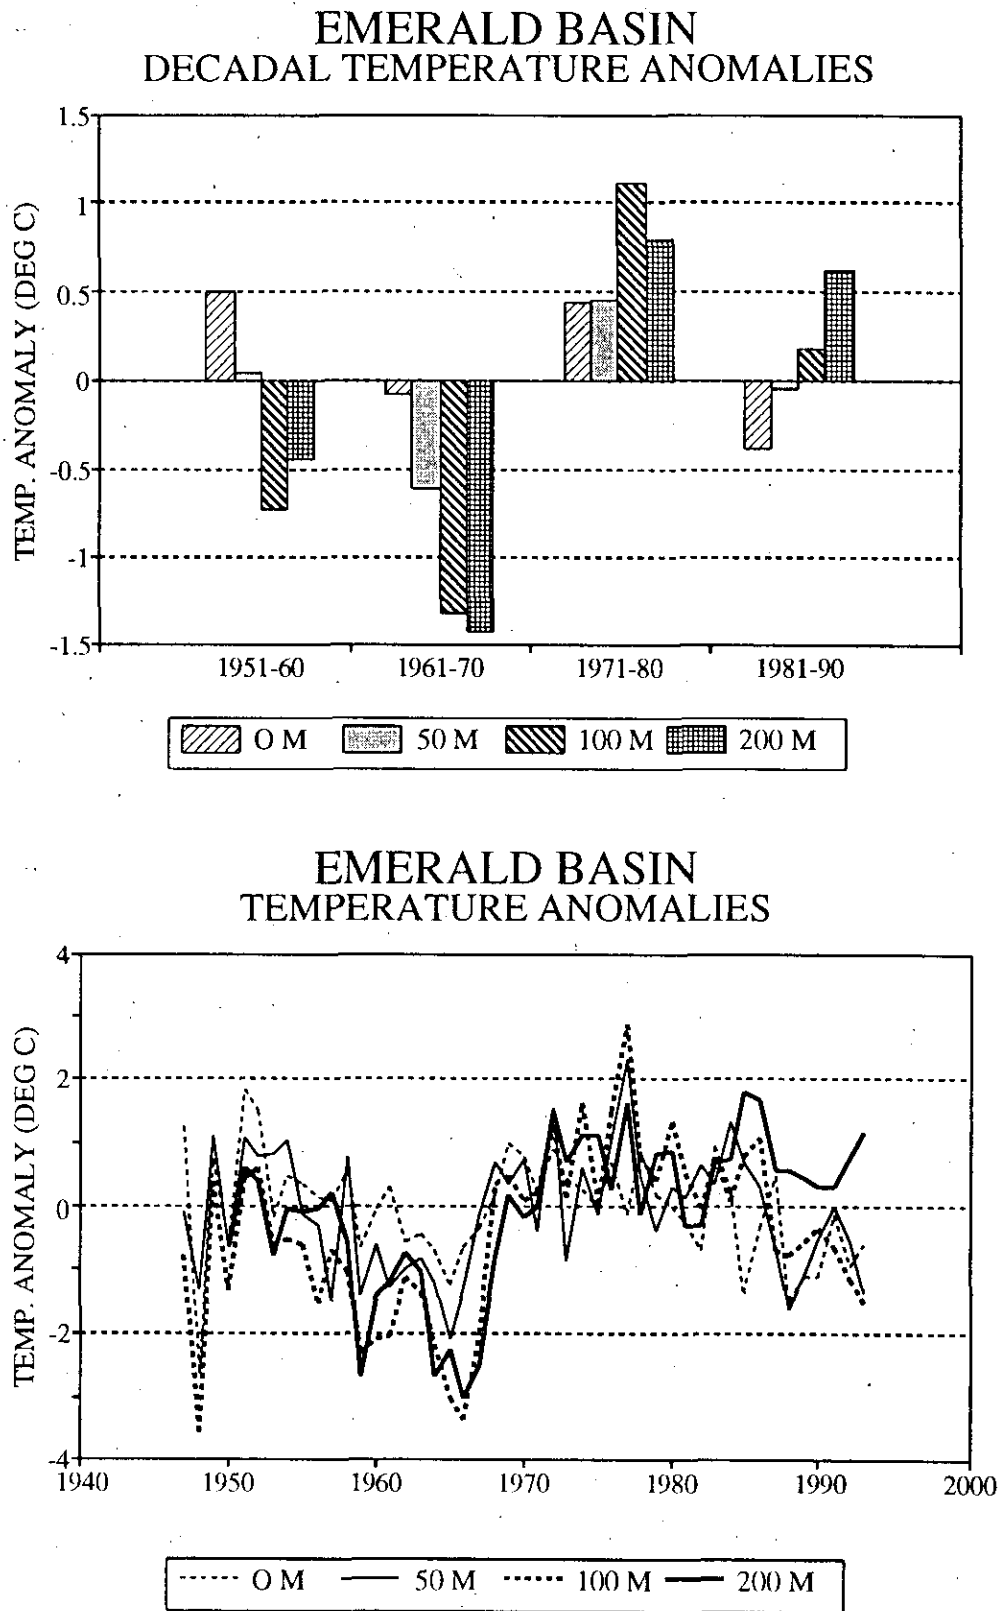 EMERALD BASIN
DECADAL TEMPERATURE ANOMALIES
TEMP. ANOMALY (DEG C)
1.5
1
0.5
0
-0.5
-1
-1.5
1951-60 1961-70 1971-80 1981-90
O M 50 M 100 M 200 M
EMERALD BASIN
TEMPERATURE ANOMALIES
TEMP. ANOMALY (DEG C)
4
2
0
-2
-4
1940 1950 1960 1970 1980 1990 2000
O M 50 M 100 M 200 M